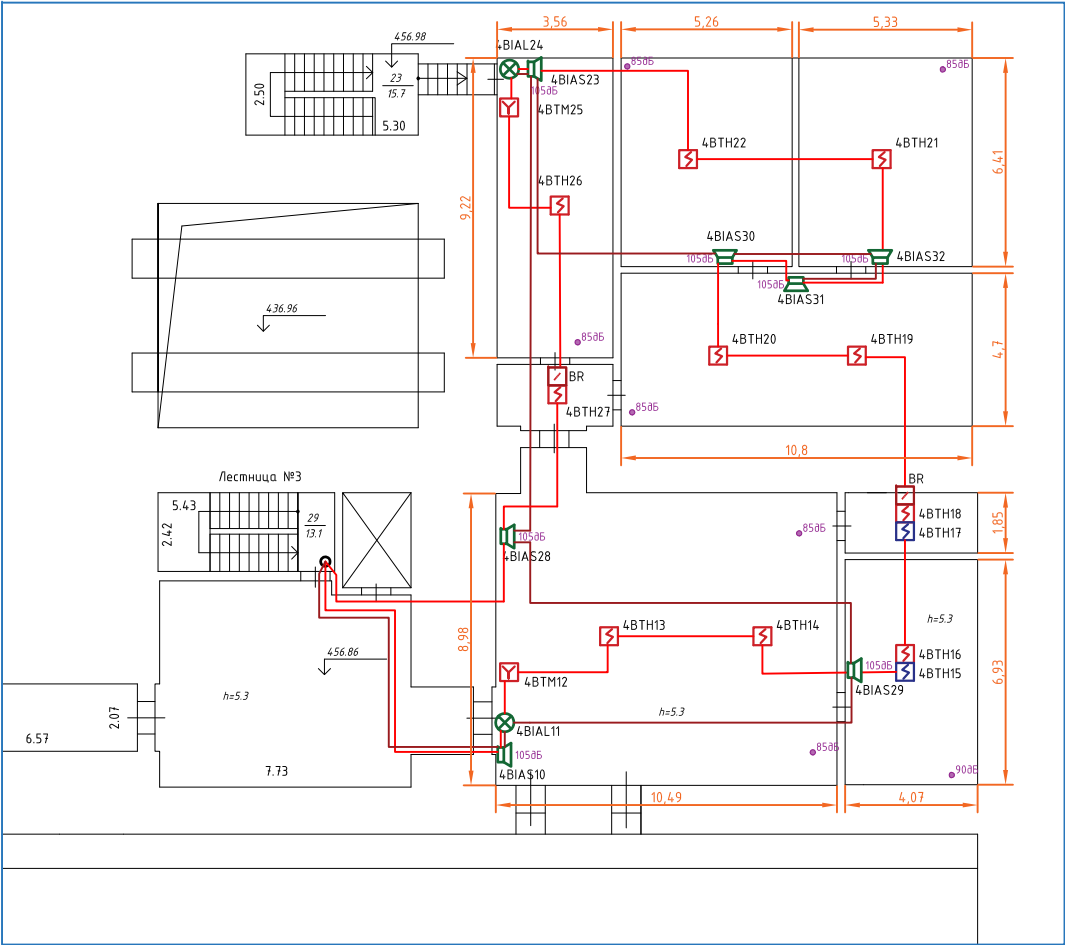 3,56
5,26
5,33
456.98
4BIAL24
85дБ
85дБ
23
15.7
2.50
5.30
4BIAS23
105дБ
4BTM25
4BTH22
4BTH21
6,41
4BTH26
9,22
4BIAS30
105дБ
105дБ
4BIAS32
105дБ
4BIAS31
436.96
85дБ
4BTH20
4BTH19
4,7
BR
4BTH27
85дБ
10,8
Лестница №3
BR
5.43
2.42
29
13.1
4BTH18
4BTH17
1,85
85дБ
105дБ
4BIAS28
4BTH13
4BTH14
h=5.3
8,98
456.86
4BTH16
4BTH15
105дБ
4BIAS29
6,93
4BTM12
h=5.3
h=5.3
2.07
6.57
4BIAL11
105дБ
85дБ
7.73
4BIAS10
10,49
4,07